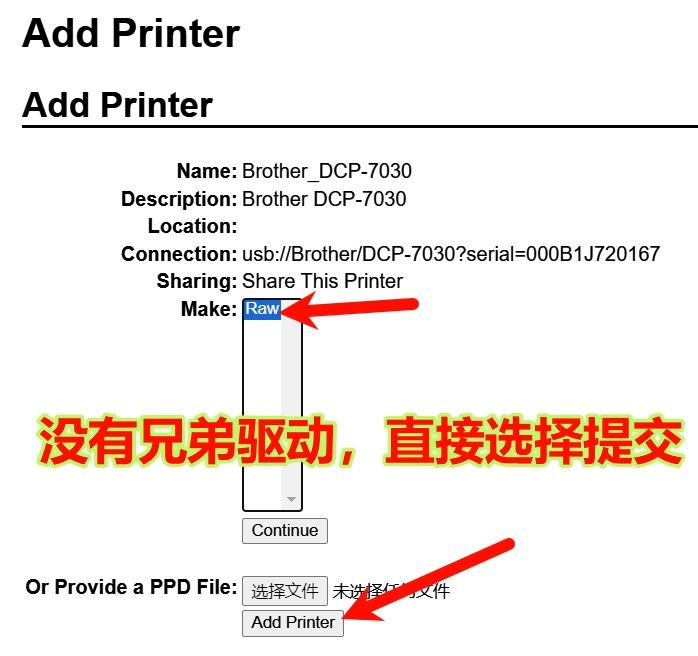 Add Printer
Add Printer
Name: Brother_DCP-7030
Description: Brother DCP-7030
Location:
Connection: usb://Brother/DCP-7030?serial=000B1J720167
Sharing: Share This Printer
Make: Raw
没有兄弟驱动，直接选择提交
Continue
Or Provide a PPD File: 选择文件 未选择任何文件
Add Printer